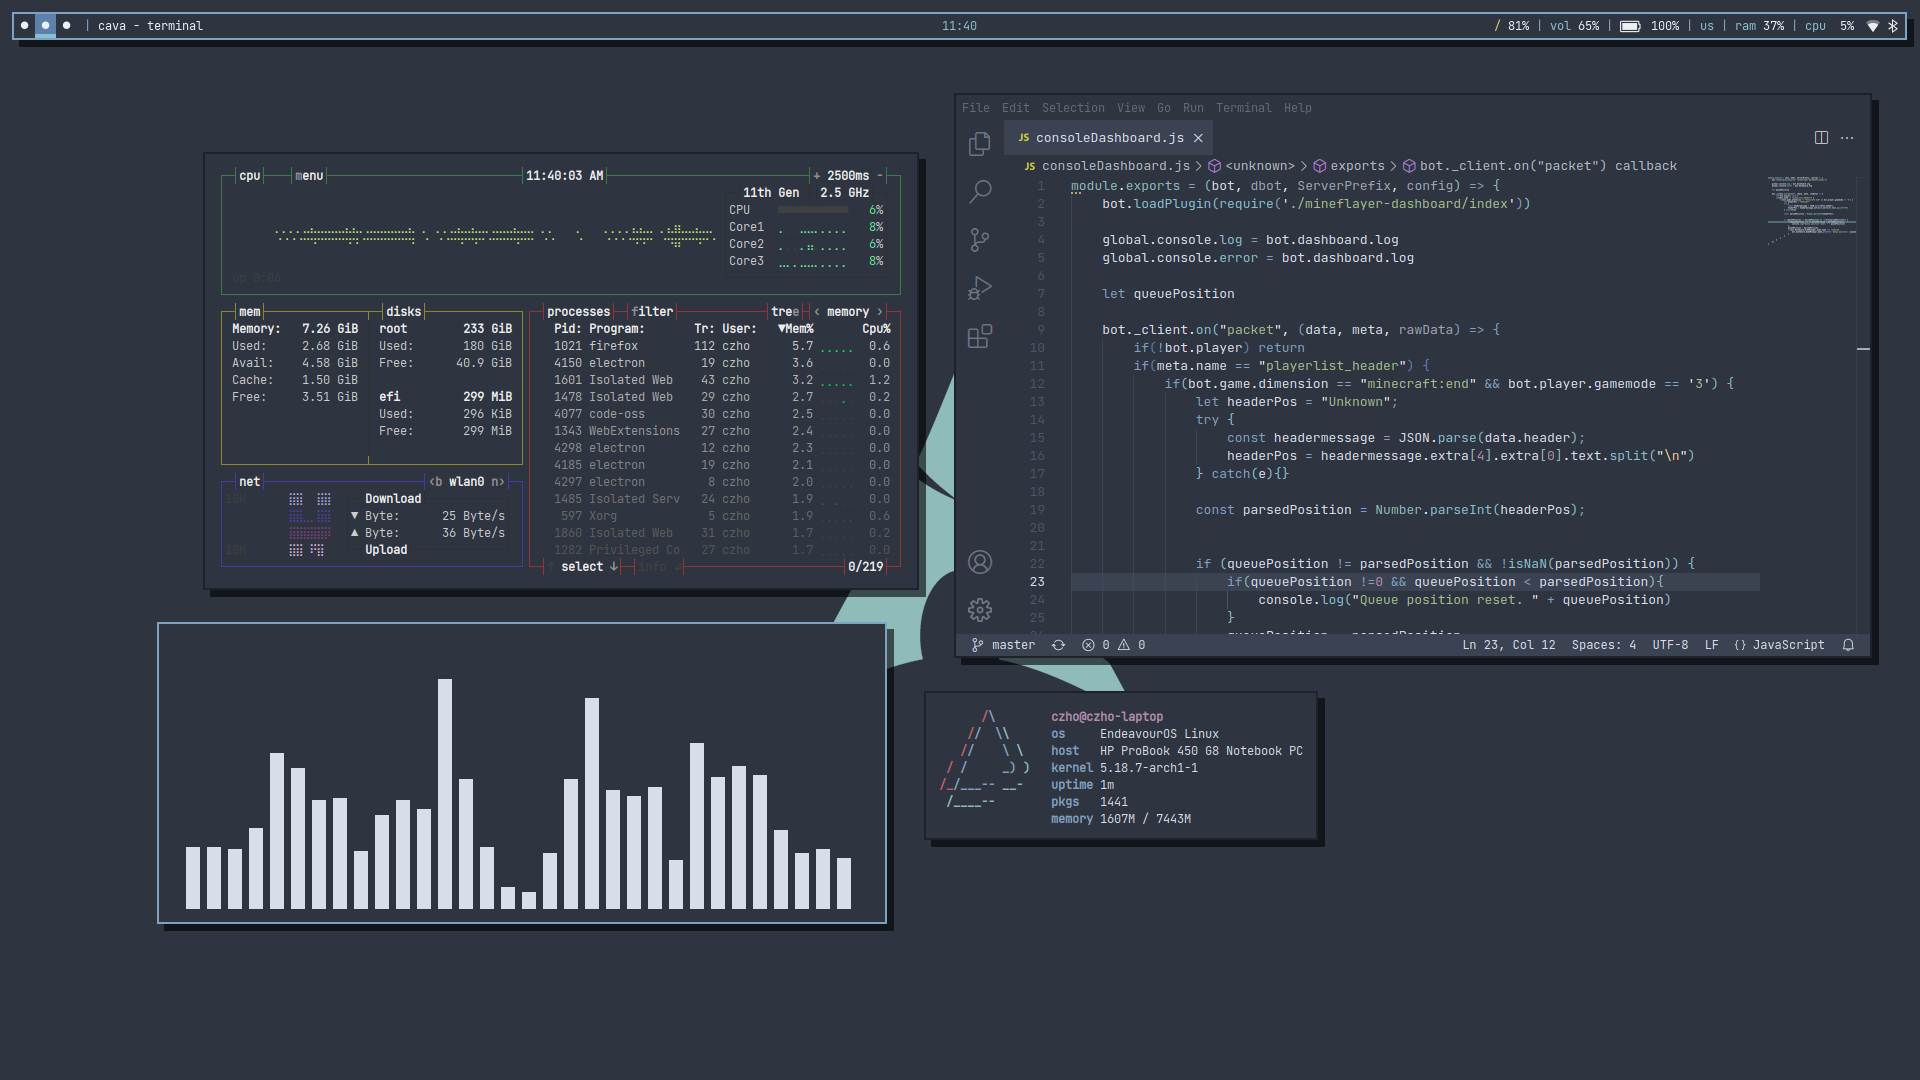 | cava - terminal
11:40
/ 81% | vol 65% | 100% | us | ram 37% | cpu 5%
cpu menu 11:40:03 AM + 2500ms -
11th Gen 2.5 GHz
CPU 6%
Core1 8%
Core2 6%
Core3 8%
up 0:06
mem disks
Memory: 7.26 GiB root 233 GiB
Used: 2.68 GiB Used: 180 GiB
Avail: 4.58 GiB Free: 40.9 GiB
Cache: 1.50 GiB
Free: 3.51 GiB efi 299 MiB
Used: 296 KiB
Free: 299 MiB
net <b wlan0 n>
10K Download
▼ Byte: 25 Byte/s
▲ Byte: 36 Byte/s
10K Upload
processes filter tree < memory >
Pid: Program: Tr: User: ▼Mem% Cpu%
1021 firefox 112 czho 5.7 0.6
4150 electron 19 czho 3.6 0.0
1601 Isolated Web 43 czho 3.2 1.2
1478 Isolated Web 29 czho 2.7 0.2
4077 code-oss 30 czho 2.5 0.0
1343 WebExtensions 27 czho 2.4 0.0
4298 electron 12 czho 2.3 0.0
4185 electron 19 czho 2.1 0.0
4297 electron 8 czho 2.0 0.0
1485 Isolated Serv 24 czho 1.9 0.0
597 Xorg 5 czho 1.9 0.6
1860 Isolated Web 31 czho 1.7 0.2
1282 Privileged Co 27 czho 1.7 0.0
↑ select ↓ info ↲ 0/219
File Edit Selection View Go Run Terminal Help
JS consoleDashboard.js ×
JS consoleDashboard.js > <unknown> > exports > bot._client.on("packet") callback
1 module.exports = (bot, dbot, ServerPrefix, config) => {
2 bot.loadPlugin(require('./mineflayer-dashboard/index'))
3
4 global.console.log = bot.dashboard.log
5 global.console.error = bot.dashboard.log
6
7 let queuePosition
8
9 bot._client.on("packet", (data, meta, rawData) => {
10 if(!bot.player) return
11 if(meta.name == "playerlist_header") {
12 if(bot.game.dimension == "minecraft:end" && bot.player.gamemode == '3') {
13 let headerPos = "Unknown";
14 try {
15 const headermessage = JSON.parse(data.header);
16 headerPos = headermessage.extra[4].extra[0].text.split("\n")
17 } catch(e){}
18
19 const parsedPosition = Number.parseInt(headerPos);
20
21
22 if (queuePosition != parsedPosition && !isNaN(parsedPosition)) {
23 if(queuePosition !=0 && queuePosition < parsedPosition){
24 console.log("Queue position reset. " + queuePosition)
25 }
master 0 0 Ln 23, Col 12 Spaces: 4 UTF-8 LF {} JavaScript
/\
// \\
// \ \
/ / _) )
/_/___-- __-
/____--
czho@czho-laptop
os EndeavourOS Linux
host HP ProBook 450 G8 Notebook PC
kernel 5.18.7-arch1-1
uptime 1m
pkgs 1441
memory 1607M / 7443M